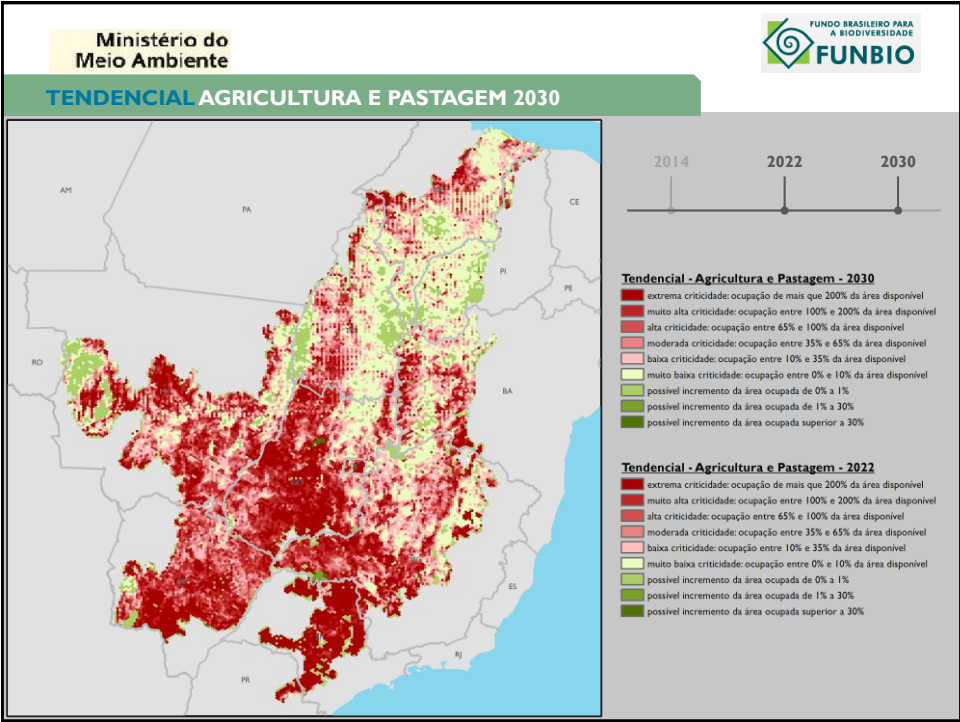 Ministério do
Meio Ambiente
FUNDO BRASILEIRO PARA
A BIODIVERSIDADE
FUNBIO
TENDENCIAL AGRICULTURA E PASTAGEM 2030
2014 2022 2030
AM
PA
CE
PI
PE
RO
BA
ES
RJ
PR
Tendencial - Agricultura e Pastagem - 2030
extrema criticidade: ocupação de mais que 200% da área disponível
muito alta criticidade: ocupação entre 100% e 200% da área disponível
alta criticidade: ocupação entre 65% e 100% da área disponível
moderada criticidade: ocupação entre 35% e 65% da área disponível
baixa criticidade: ocupação entre 10% e 35% da área disponível
muito baixa criticidade: ocupação entre 0% e 10% da área disponível
possível incremento da área ocupada de 0% a 1%
possível incremento da área ocupada de 1% a 30%
possível incremento da área ocupada superior a 30%
Tendencial - Agricultura e Pastagem - 2022
extrema criticidade: ocupação de mais que 200% da área disponível
muito alta criticidade: ocupação entre 100% e 200% da área disponível
alta criticidade: ocupação entre 65% e 100% da área disponível
moderada criticidade: ocupação entre 35% e 65% da área disponível
baixa criticidade: ocupação entre 10% e 35% da área disponível
muito baixa criticidade: ocupação entre 0% e 10% da área disponível
possível incremento da área ocupada de 0% a 1%
possível incremento da área ocupada de 1% a 30%
possível incremento da área ocupada superior a 30%